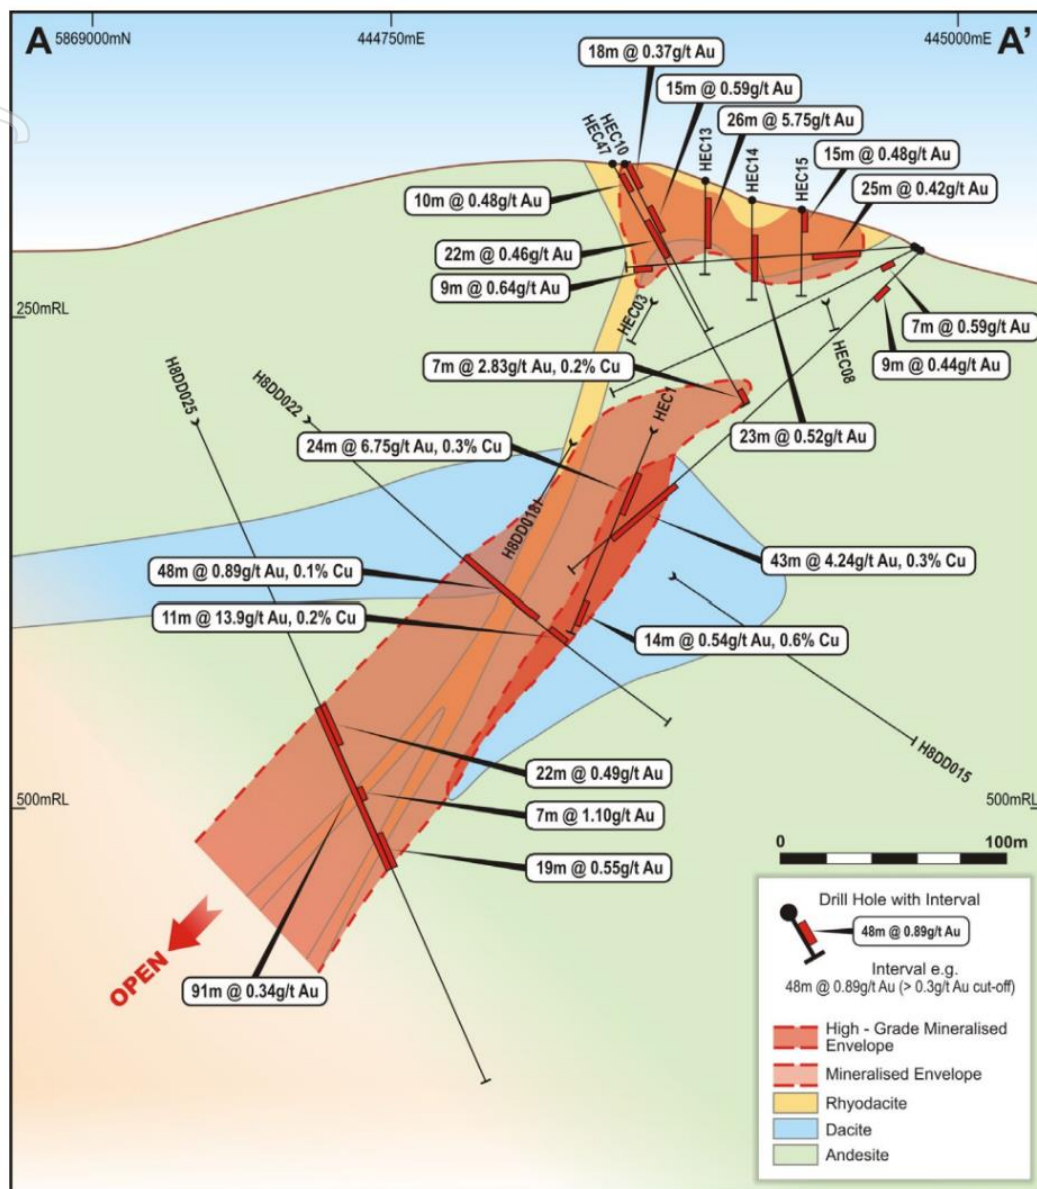 A
5869000mN
444750mE
445000mE
A'
18m @ 0.37g/t Au
15m @ 0.59g/t Au
26m @ 5.75g/t Au
15m @ 0.48g/t Au
25m @ 0.42g/t Au
HEC47
HEC10
HEC13
HEC14
HEC15
10m @ 0.48g/t Au
22m @ 0.46g/t Au
9m @ 0.64g/t Au
250mRL
HEC03
HEC08
7m @ 0.59g/t Au
9m @ 0.44g/t Au
7m @ 2.83g/t Au, 0.2% Cu
H8DD025
H8DD022
HEC1
23m @ 0.52g/t Au
24m @ 6.75g/t Au, 0.3% Cu
H8DD018
48m @ 0.89g/t Au, 0.1% Cu
43m @ 4.24g/t Au, 0.3% Cu
11m @ 13.9g/t Au, 0.2% Cu
14m @ 0.54g/t Au, 0.6% Cu
H8DD015
22m @ 0.49g/t Au
7m @ 1.10g/t Au
19m @ 0.55g/t Au
500mRL
500mRL
OPEN
91m @ 0.34g/t Au
0
100m
Drill Hole with Interval
48m @ 0.89g/t Au
Interval e.g.
48m @ 0.89g/t Au (> 0.3g/t Au cut-off)
High - Grade Mineralised
Envelope
Mineralised Envelope
Rhyodacite
Dacite
Andesite